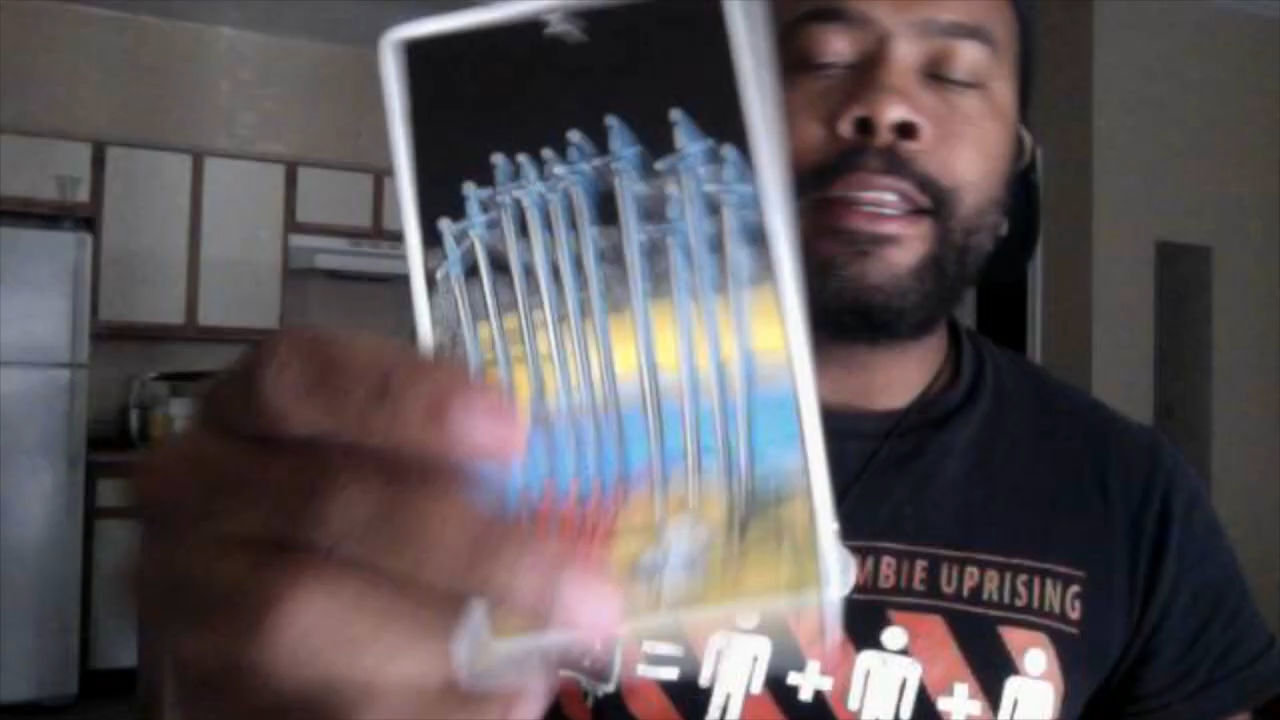 MBIE UPRISING
= + +